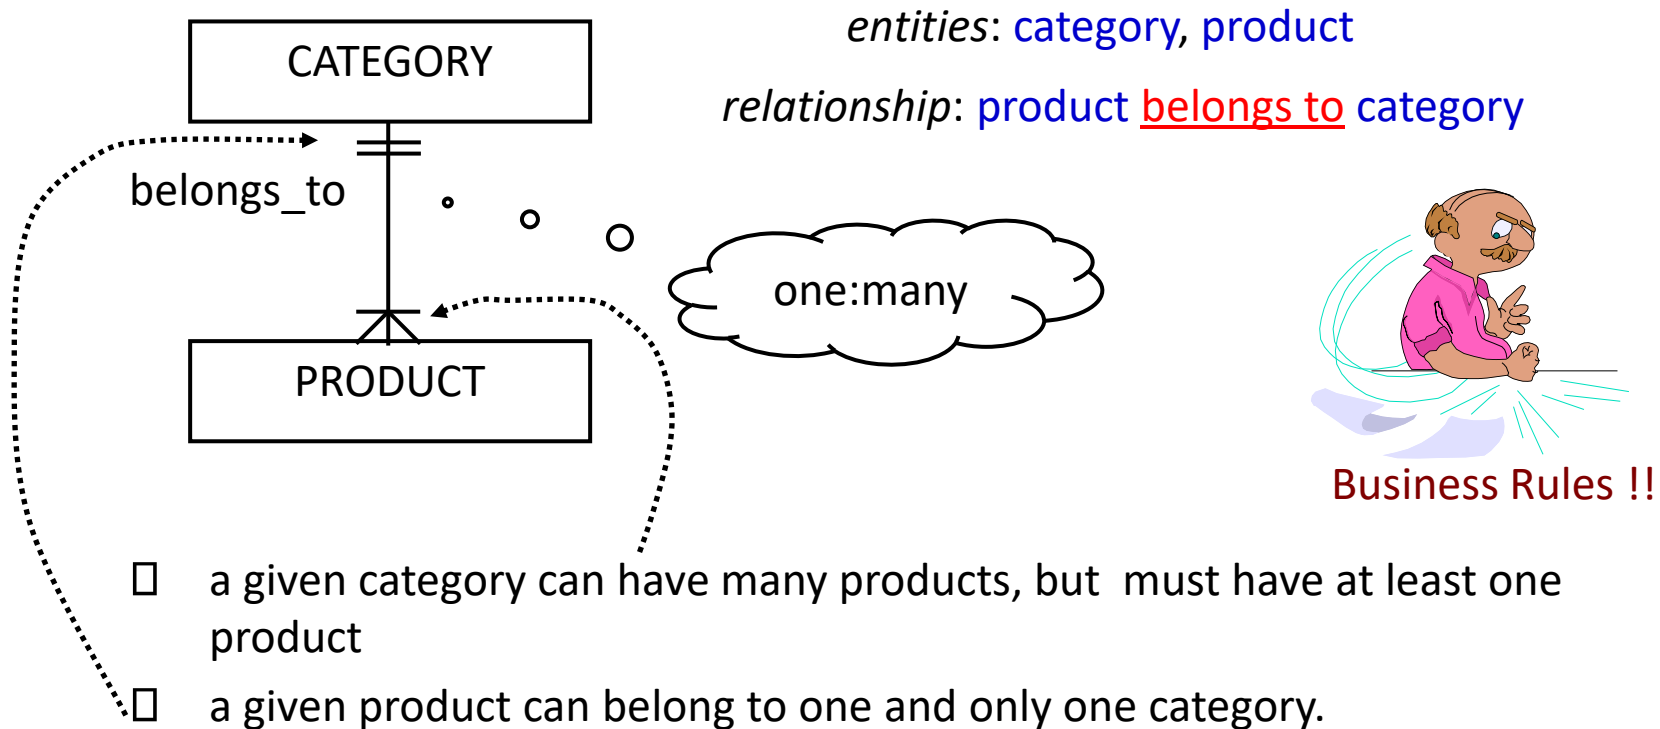 entities: category, product
CATEGORY
relationship: product belongs to category
belongs_to
one:many
PRODUCT
Business Rules !!
a given category can have many products, but must have at least one
product
a given product can belong to one and only one category.